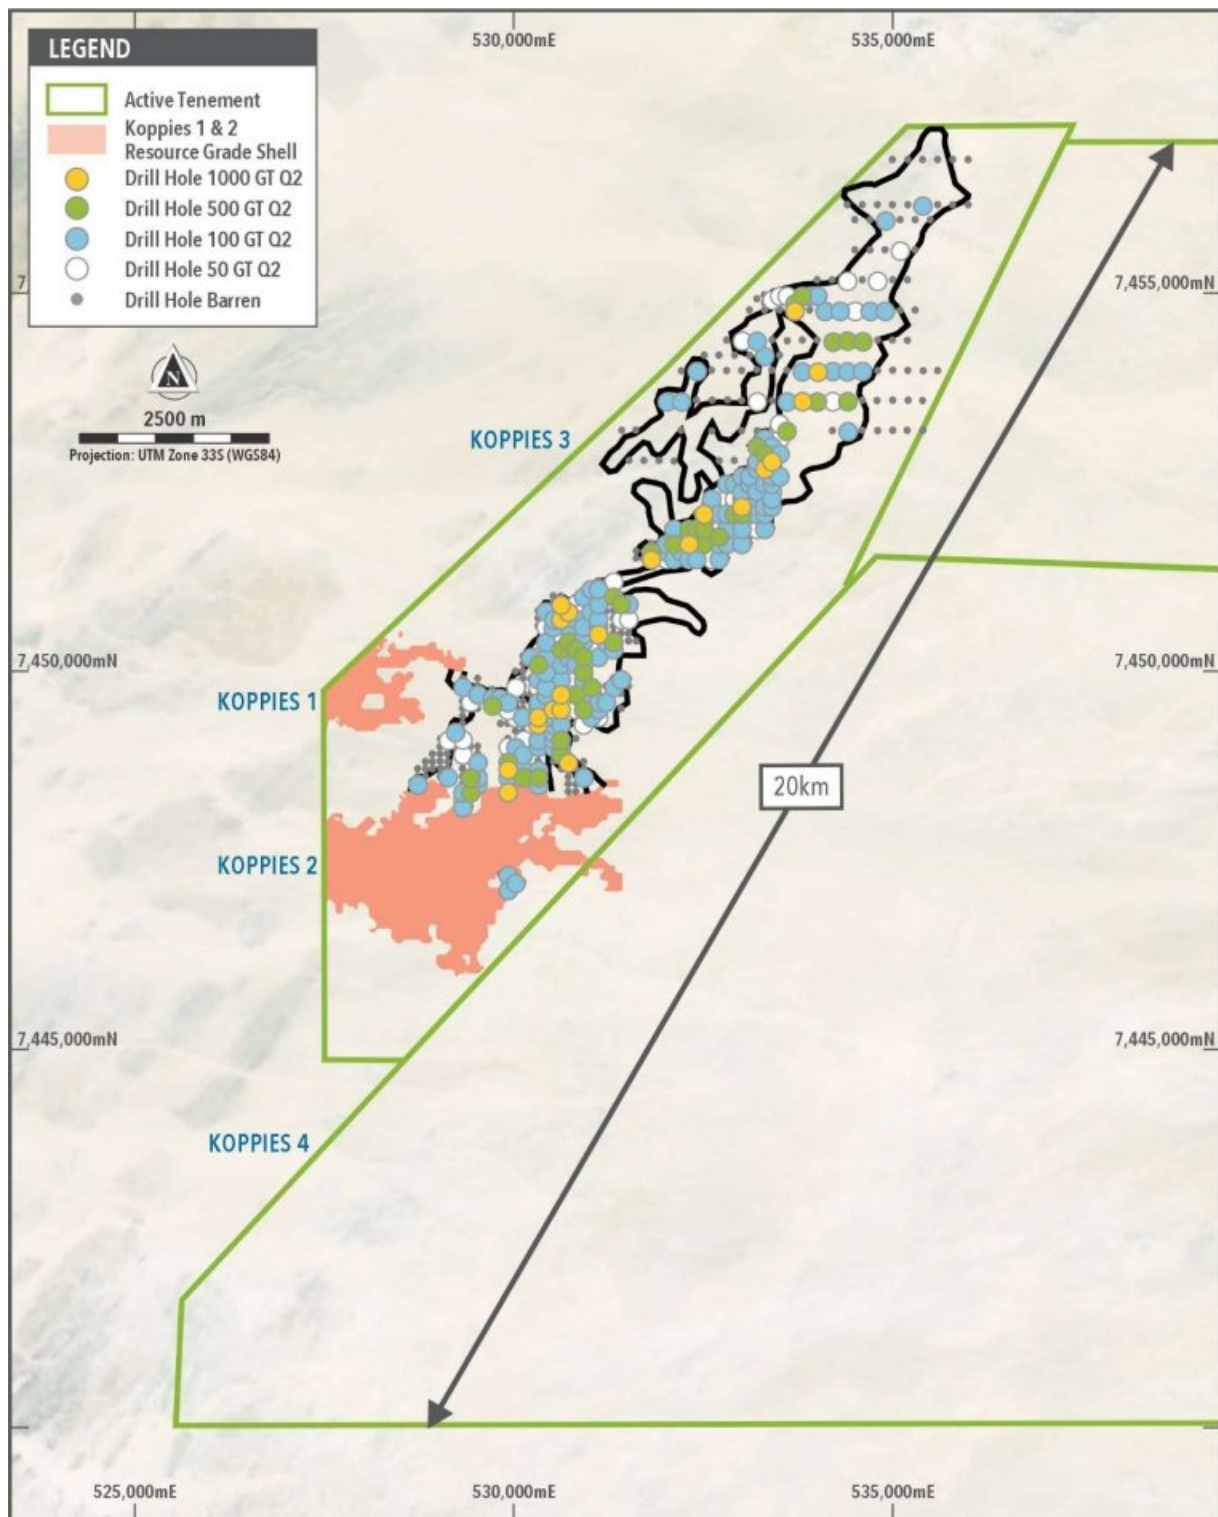 530,000mE
535,000mE
LEGEND
Active Tenement
Koppies 1 & 2
Resource Grade Shell
Drill Hole 1000 GT Q2
Drill Hole 500 GT Q2
Drill Hole 100 GT Q2
Drill Hole 50 GT Q2
Drill Hole Barren
7
7,455,000mN
N
2500 m
Projection: UTM Zone 33S (WGS84)
KOPPIES 3
7,450,000mN
7,450,000mN
KOPPIES 1
20km
KOPPIES 2
7,445,000mN
7,445,000mN
KOPPIES 4
525,000mE
530,000mE
535,000mE